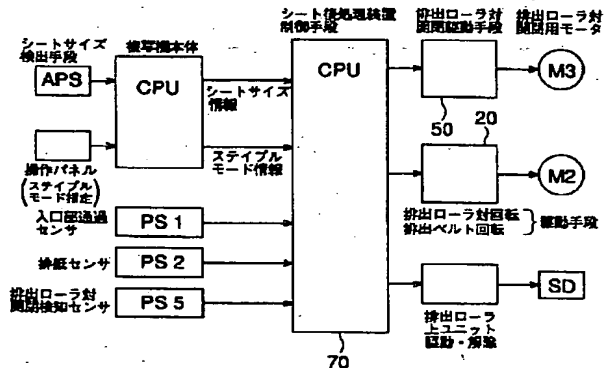 シートサイズ
検出手段
APS
複写機本体
CPU
シートサイズ
情報
ステイプル
モード情報
操作パネル
(ステイプル
モード指定)
入口部通過
センサ
PS 1
排紙センサ
PS 2
排出ローラ対
開閉検知センサ
PS 5
シート後処理装置
制御手段
CPU
70
排出ローラ対
開閉駆動手段
50
排出ローラ対
開閉用モータ
M3
20
M2
排出ローラ対回転
排出ベルト回転
駆動手段
排出ローラ
上ユニット
駆動・解除
SD